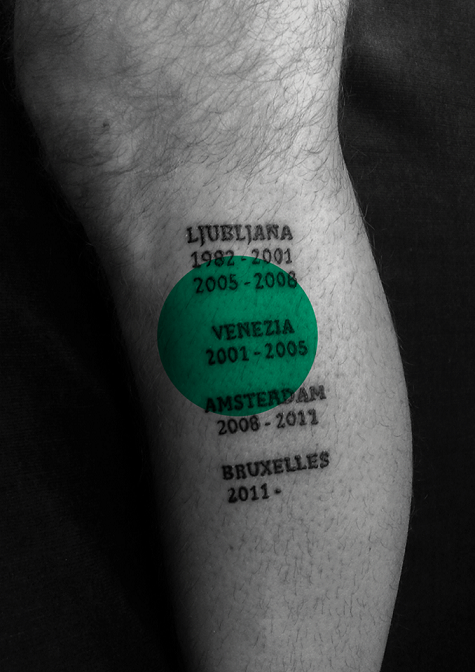 LJUBLJANA
1982 - 2001
2005 - 2008
VENEZIA
2001 - 2005
AMSTERDAM
2008 - 2011
BRUXELLES
2011 -